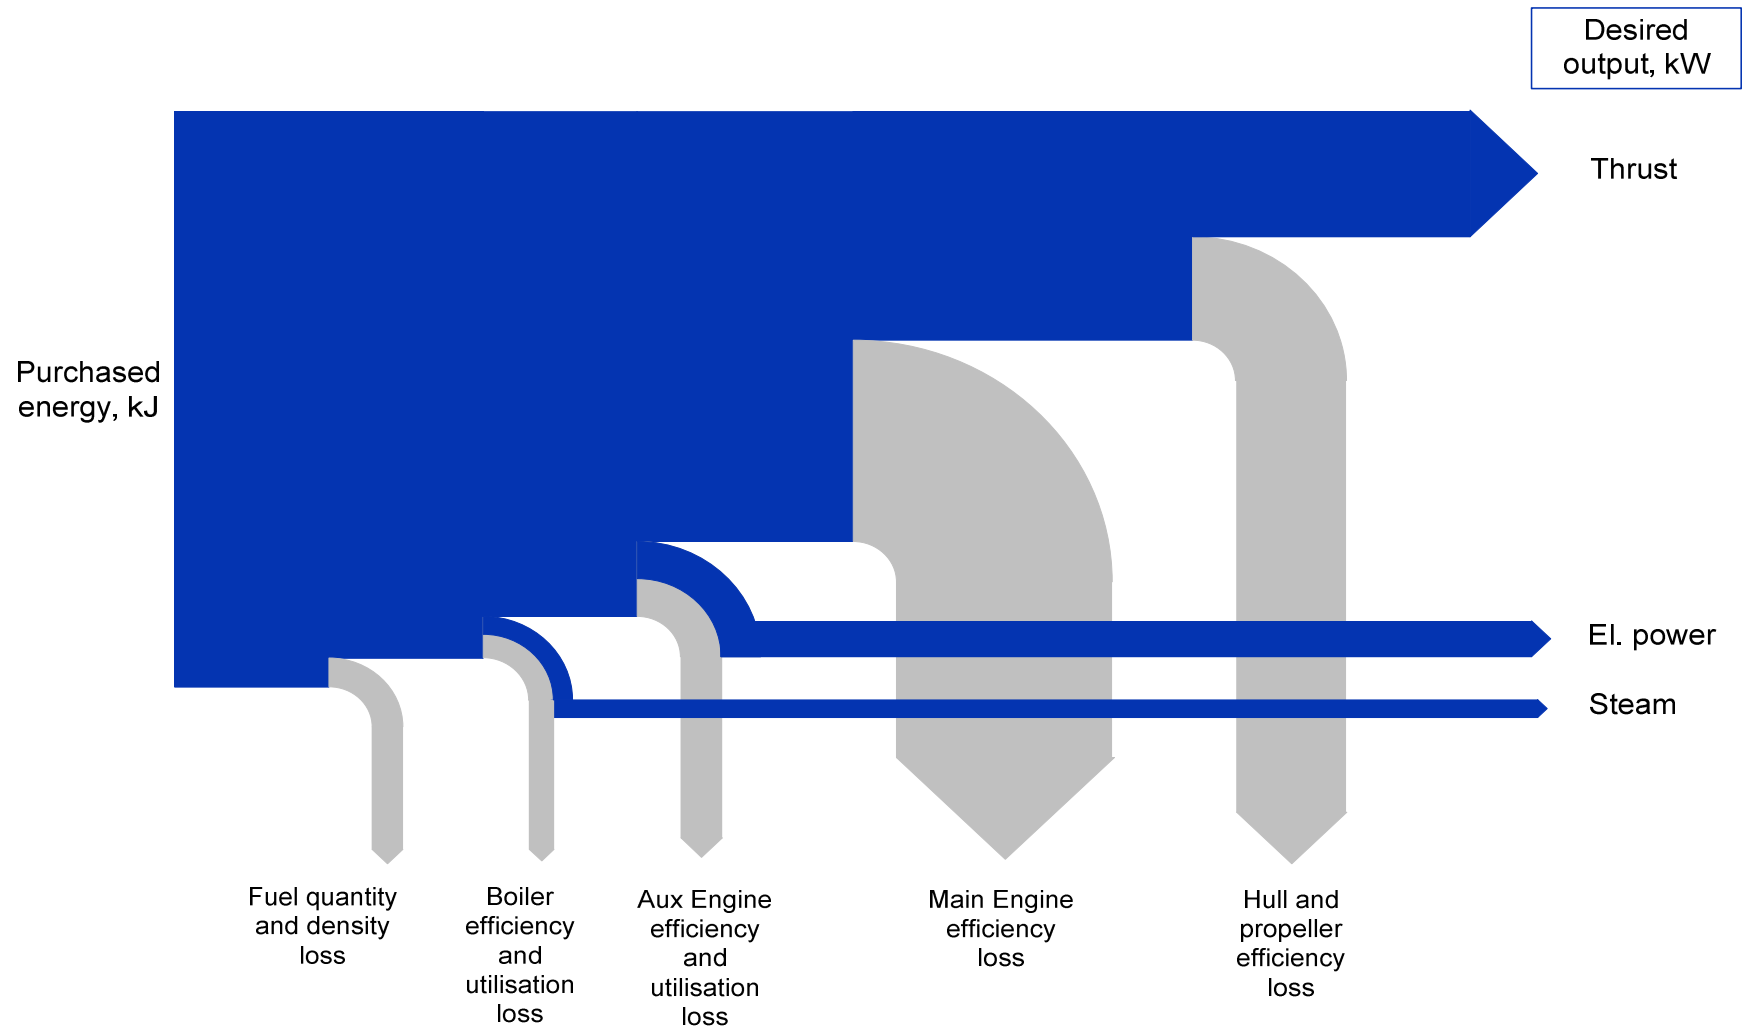 Desired
output, kW
Thrust
Purchased
energy, kJ
El. power
Steam
Fuel quantity
and density
loss
Boiler
efficiency
and
utilisation
loss
Aux Engine
efficiency
and
utilisation
loss
Main Engine
efficiency
loss
Hull and
propeller
efficiency
loss